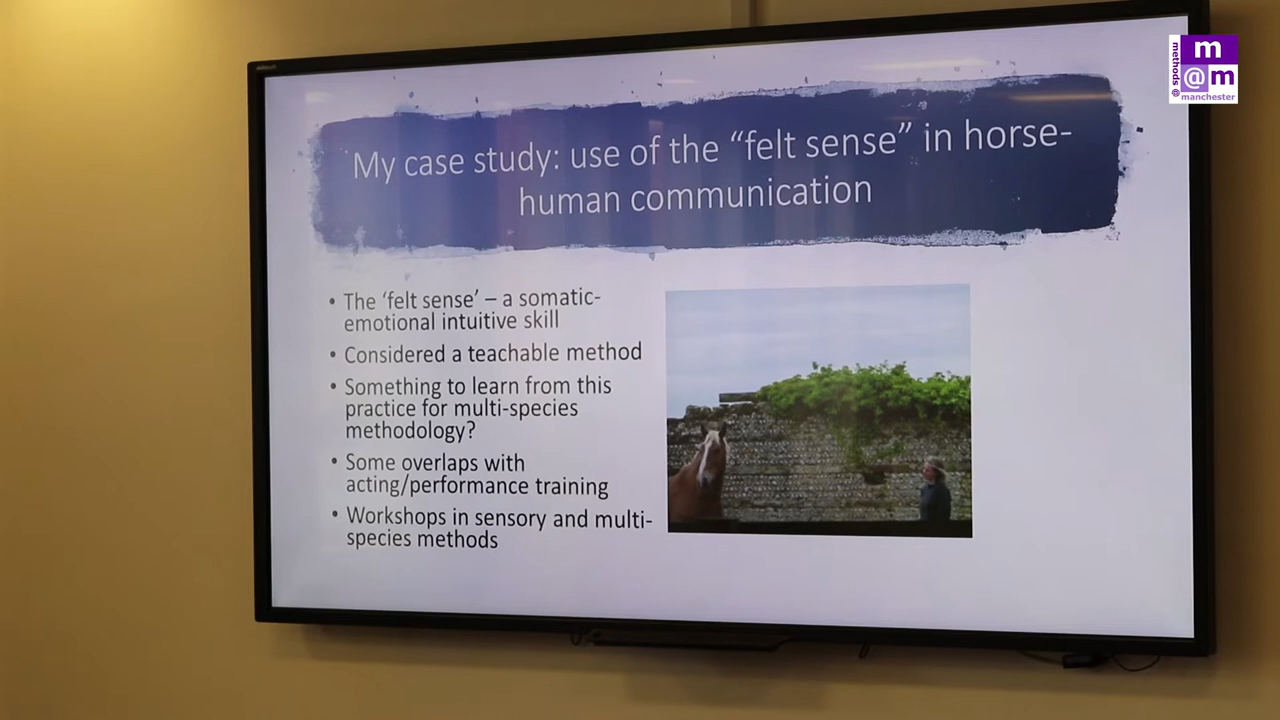 My case study: use of the “felt sense” in horse-
human communication
• The ‘felt sense’ – a somatic-
emotional intuitive skill
• Considered a teachable method
• Something to learn from this
practice for multi-species
methodology?
• Some overlaps with
acting/performance training
• Workshops in sensory and multi-
species methods
methods @
m
@m
manchester